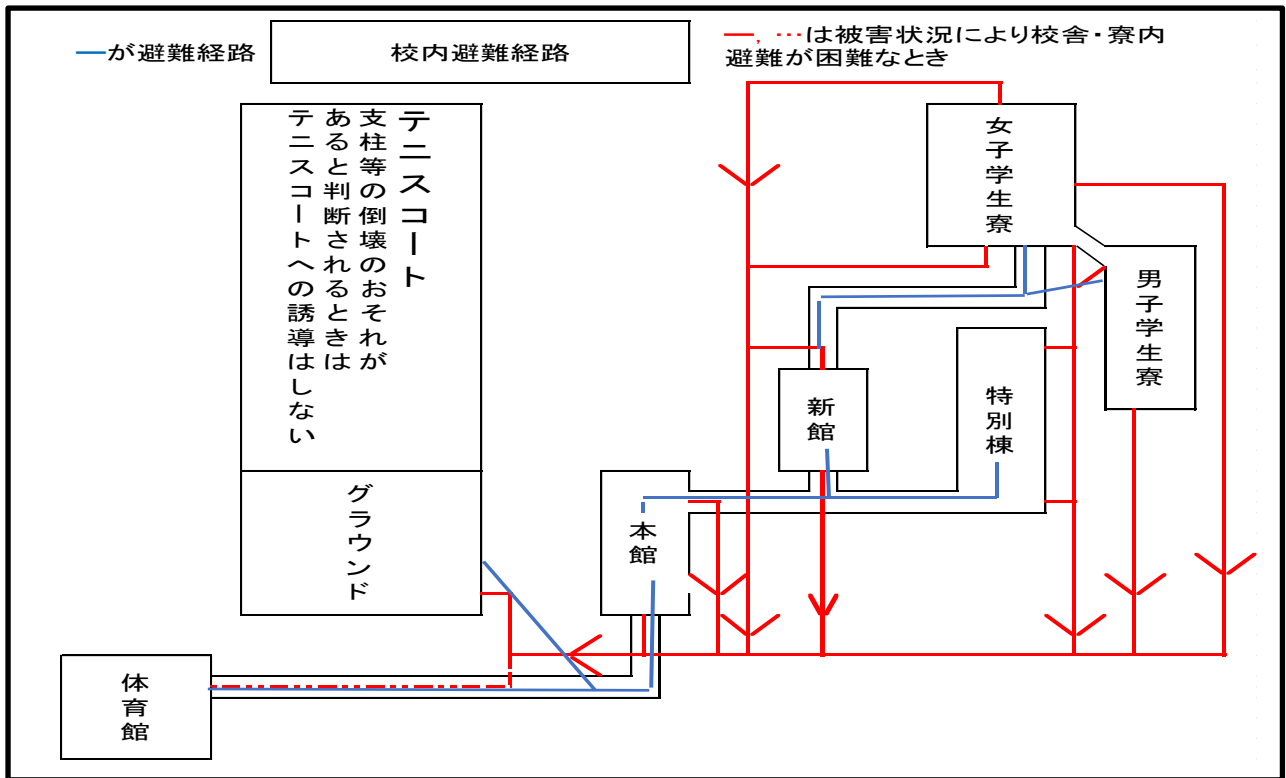 ―が避難経路
校内避難経路
―，…は被害状況により校舎・寮内
避難が困難なとき
テニスコート
支柱等の倒壊のおそれが
あると判断されるときは
テニスコートへの誘導はしない
グラウンド
女子学生寮
男子学生寮
新館
特別棟
本館
体育館